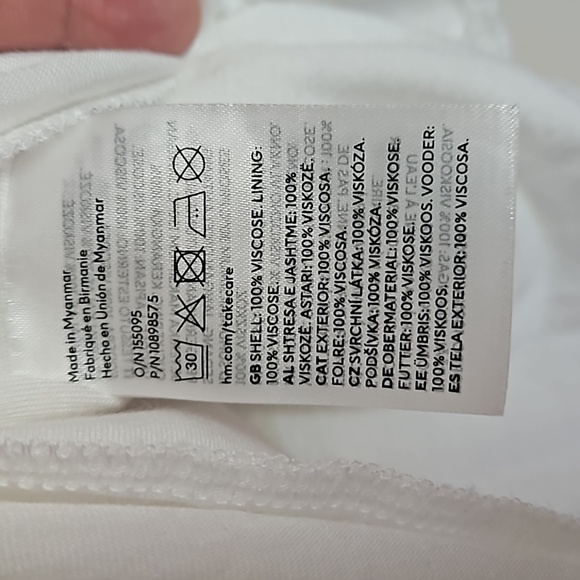 Made in Myanmar
Fabriqué en Birmanie
Hecho en Unión de Myanmar
O/N155095
P/N10898575
30
hm.com/takecare
GB SHELL: 100% VISCOSE. LINING:
100% VISCOSE.
AL SHTRESA E JASHTME: 100%
VISKOZË. ASTARI: 100% VISKOZË.
CAT EXTERIOR: 100% VISCOSA.
FOLRE: 100% VISCOSA.
CZ SVRCHNÍ LÁTKA: 100% VISKÓZA.
PODŠÍVKA: 100% VISKÓZA.
DE OBERMATERIAL: 100% VISKOSE.
FUTTER: 100% VISKOSE.
EE ÜMBRIS: 100% VISKOOS. VOODER:
100% VISKOOS.
ES TELA EXTERIOR: 100% VISCOSA.